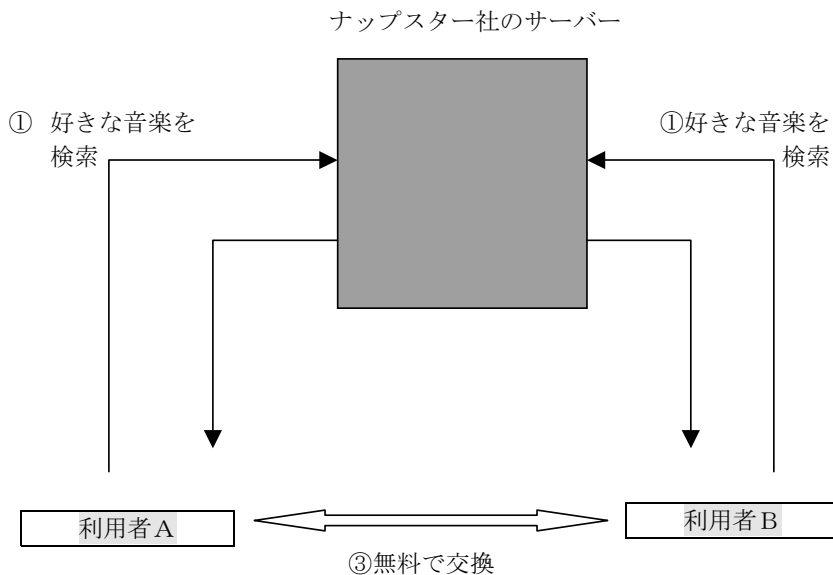 ナップスター社のサーバー
① 好きな音楽を
検索
①好きな音楽を
検索
利用者A
利用者B
③無料で交換